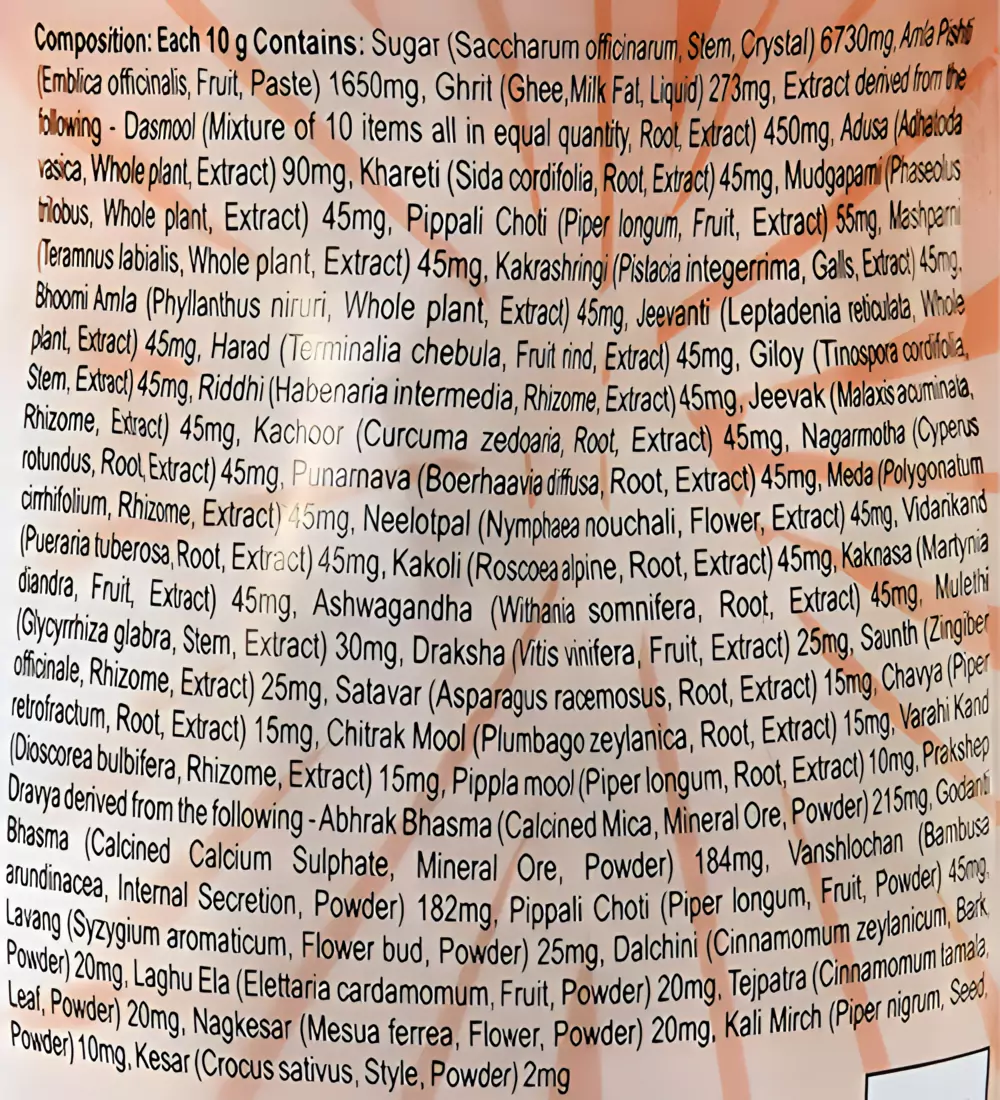 Composition: Each 10 g Contains: Sugar (Saccharum officinarum, Stem, Crystal) 6730mg, Amla Pishti
(Emblica officinalis, Fruit, Paste) 1650mg, Ghrit (Ghee,Milk Fat, Liquid) 273mg, Extract derived from the
following - Dasmool (Mixture of 10 items all in equal quantity, Root, Extract) 450mg, Adusa (Adhatoda
vasica, Whole plant, Extract) 90mg, Khareti (Sida cordifolia, Root, Extract) 45mg, Mudgaparni (Phaseolus
trilobus, Whole plant, Extract) 45mg, Pippali Choti (Piper longum, Fruit, Extract) 55mg, Mashparni
(Teramnus labialis, Whole plant, Extract) 45mg, Kakrashringi (Pistacia integerrima, Galls, Extract) 45mg,
Bhoomi Amla (Phyllanthus niruri, Whole plant, Extract) 45mg, Jeevanti (Leptadenia reticulata, Whole
plant, Extract) 45mg, Harad (Terminalia chebula, Fruit rind, Extract) 45mg, Giloy (Tinospora cordifolia,
Stem, Extract) 45mg, Riddhi (Habenaria intermedia, Rhizome, Extract) 45mg, Jeevak (Malaxis acuminata,
Rhizome, Extract) 45mg, Kachoor (Curcuma zedoaria, Root, Extract) 45mg, Nagarmotha (Cyperus
rotundus, Root, Extract) 45mg, Punarnava (Boerhaavia diffusa, Root, Extract) 45mg, Meda (Polygonatum
cirrhifolium, Rhizome, Extract) 45mg, Neelotpal (Nymphaea nouchali, Flower, Extract) 45mg, Vidarikand
(Pueraria tuberosa, Root, Extract) 45mg, Kakoli (Roscoea alpine, Root, Extract) 45mg, Kaknasa (Martynia
diandra, Fruit, Extract) 45mg, Ashwagandha (Withania somnifera, Root, Extract) 45mg, Mulethi
(Glycyrrhiza glabra, Stem, Extract) 30mg, Draksha (Vitis vinifera, Fruit, Extract) 25mg, Saunth (Zingiber
officinale, Rhizome, Extract) 25mg, Satavar (Asparagus racemosus, Root, Extract) 15mg, Chavya (Piper
retrofractum, Root, Extract) 15mg, Chitrak Mool (Plumbago zeylanica, Root, Extract) 15mg, Varahi Kand
(Dioscorea bulbifera, Rhizome, Extract) 15mg, Pippla mool (Piper longum, Root, Extract) 10mg, Prakshep
Dravya derived from the following - Abhrak Bhasma (Calcined Mica, Mineral Ore, Powder) 215mg, Godanti
Bhasma (Calcined Calcium Sulphate, Mineral Ore, Powder) 184mg, Vanshlochan (Bambusa
arundinacea, Internal Secretion, Powder) 182mg, Pippali Choti (Piper longum, Fruit, Powder) 45mg,
Lavang (Syzygium aromaticum, Flower bud, Powder) 25mg, Dalchini (Cinnamomum zeylanicum, Bark,
Powder) 20mg, Laghu Ela (Elettaria cardamomum, Fruit, Powder) 20mg, Tejpatra (Cinnamomum tamala,
Leaf, Powder) 20mg, Nagkesar (Mesua ferrea, Flower, Powder) 20mg, Kali Mirch (Piper nigrum, Seed,
Powder) 10mg, Kesar (Crocus sativus, Style, Powder) 2mg